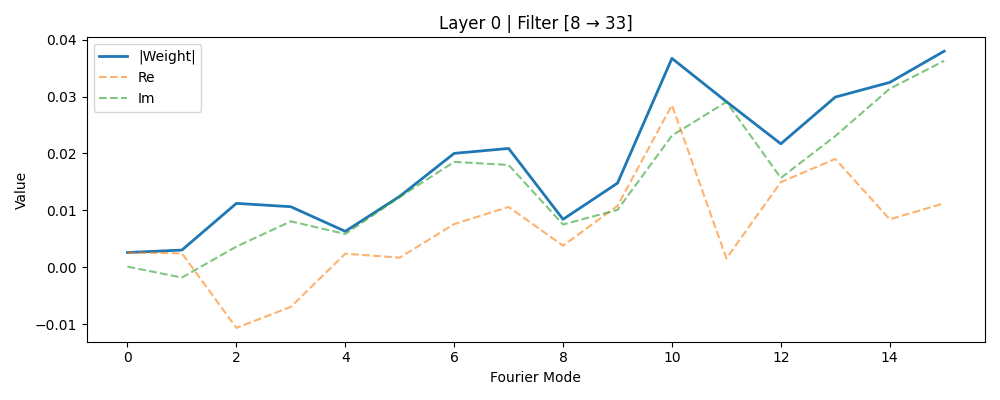 Layer 0 | Filter [8 → 33]
|Weight|
Re
Im
Value
0.04
0.03
0.02
0.01
0.00
−0.01
0 2 4 6 8 10 12 14
Fourier Mode